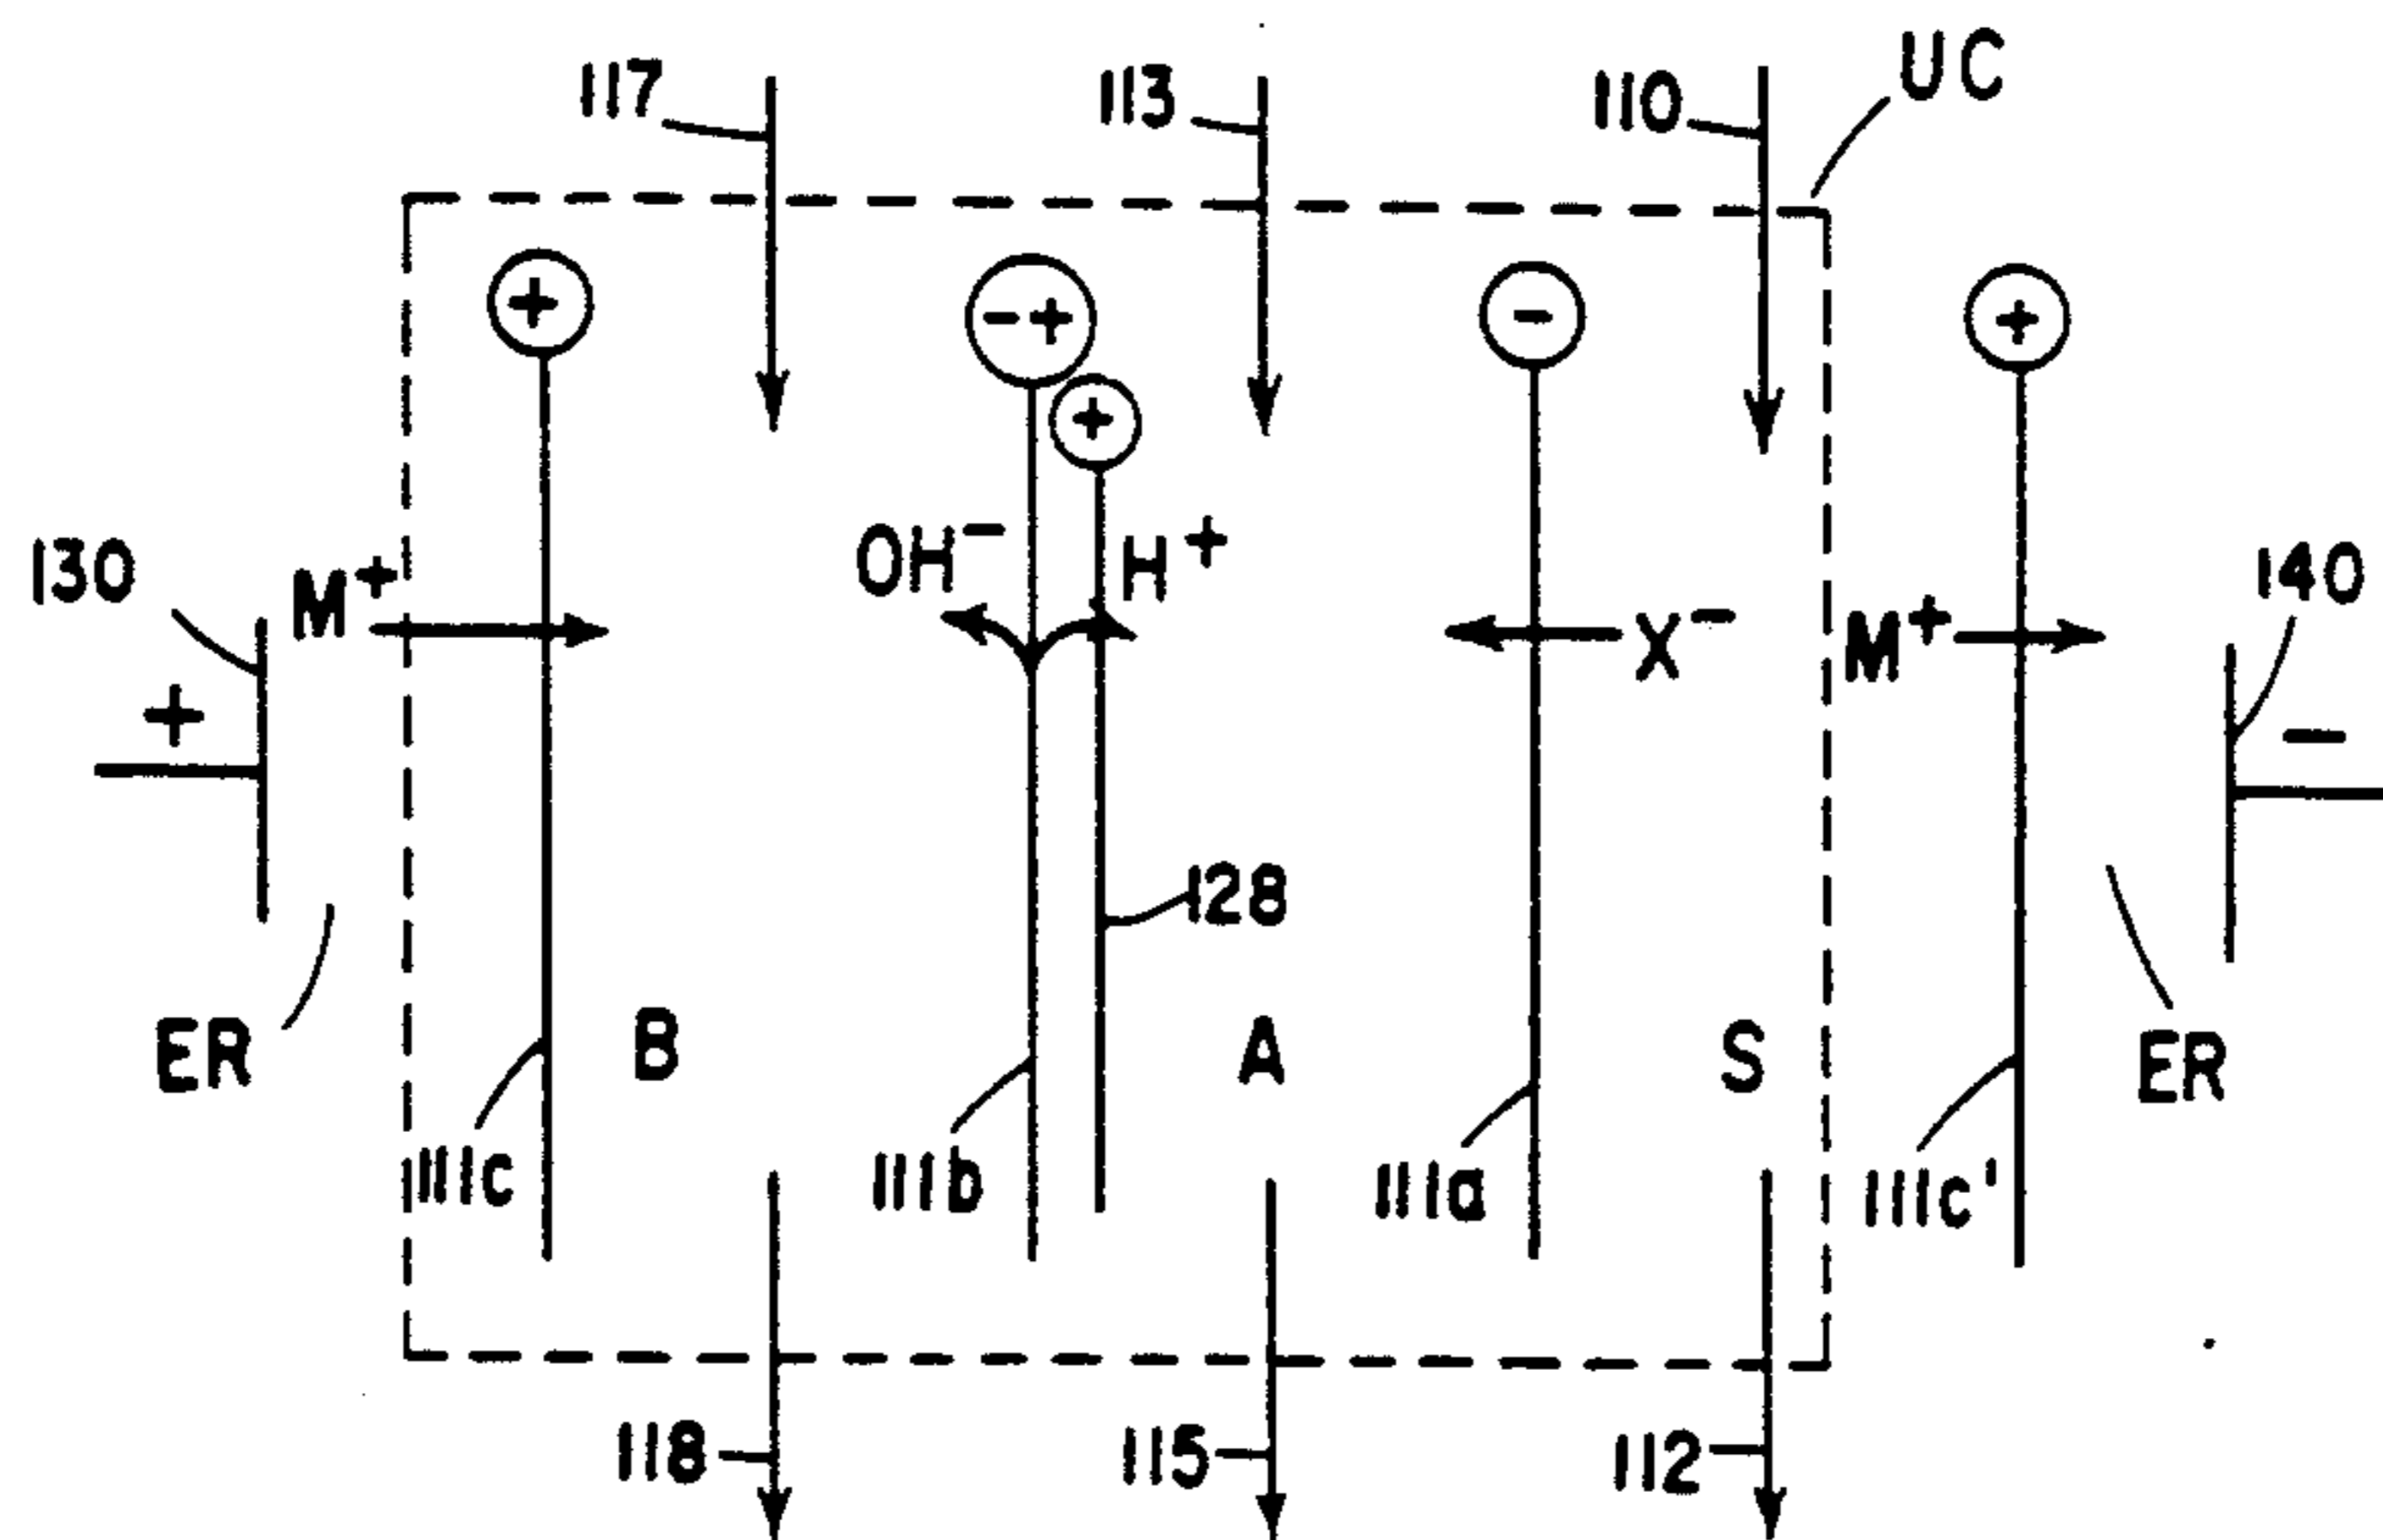 117
113
110
UC
+
-+
-
+
+
130
M⁺
OH⁻
H⁺
X⁻
M⁺
140
+
-
128
ER
B
A
S
ER
111c
111b
111a
111c'
118
115
112